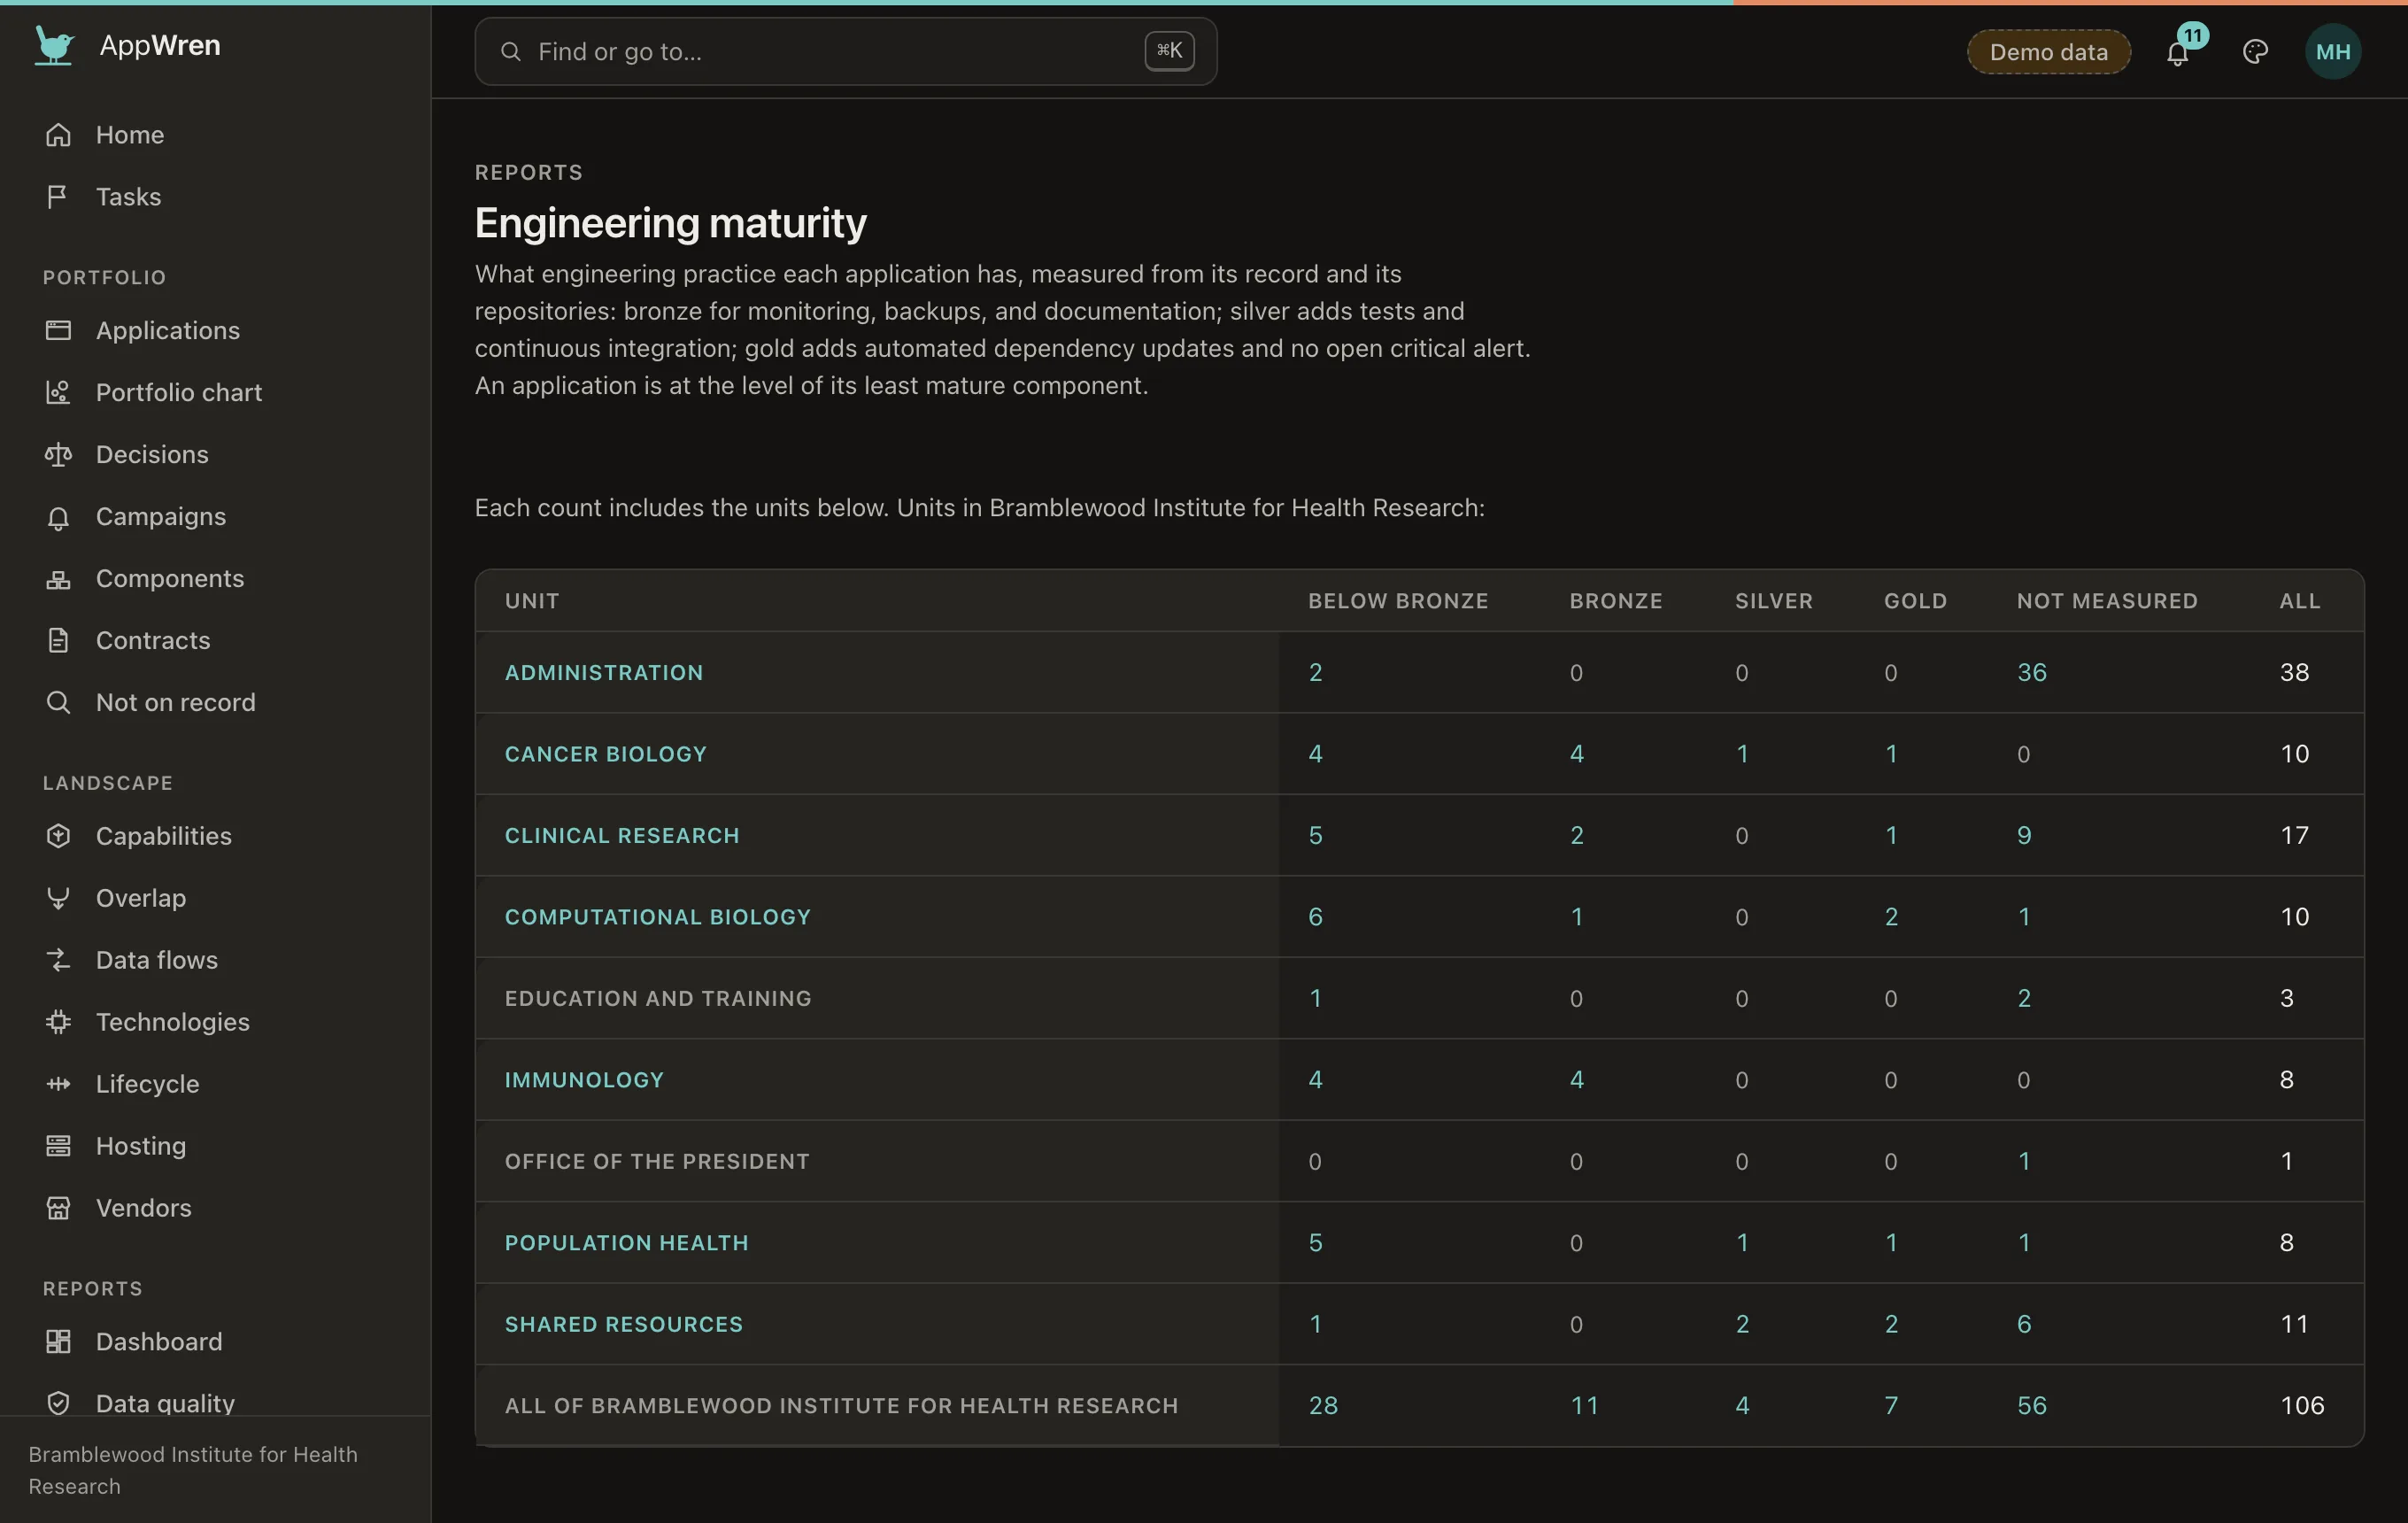 AppWren
Find or go to...
⌘K
Demo data
11
MH
Home
Tasks
PORTFOLIO
Applications
Portfolio chart
Decisions
Campaigns
Components
Contracts
Not on record
LANDSCAPE
Capabilities
Overlap
Data flows
Technologies
Lifecycle
Hosting
Vendors
REPORTS
Dashboard
Data quality
Bramblewood Institute for Health
Research
REPORTS
Engineering maturity
What engineering practice each application has, measured from its record and its
repositories: bronze for monitoring, backups, and documentation; silver adds tests and
continuous integration; gold adds automated dependency updates and no open critical alert.
An application is at the level of its least mature component.
Each count includes the units below. Units in Bramblewood Institute for Health Research:
UNIT BELOW BRONZE BRONZE SILVER GOLD NOT MEASURED ALL
ADMINISTRATION 2 0 0 0 36 38
CANCER BIOLOGY 4 4 1 1 0 10
CLINICAL RESEARCH 5 2 0 1 9 17
COMPUTATIONAL BIOLOGY 6 1 0 2 1 10
EDUCATION AND TRAINING 1 0 0 0 2 3
IMMUNOLOGY 4 4 0 0 0 8
OFFICE OF THE PRESIDENT 0 0 0 0 1 1
POPULATION HEALTH 5 0 1 1 1 8
SHARED RESOURCES 1 0 2 2 6 11
ALL OF BRAMBLEWOOD INSTITUTE FOR HEALTH RESEARCH 28 11 4 7 56 106